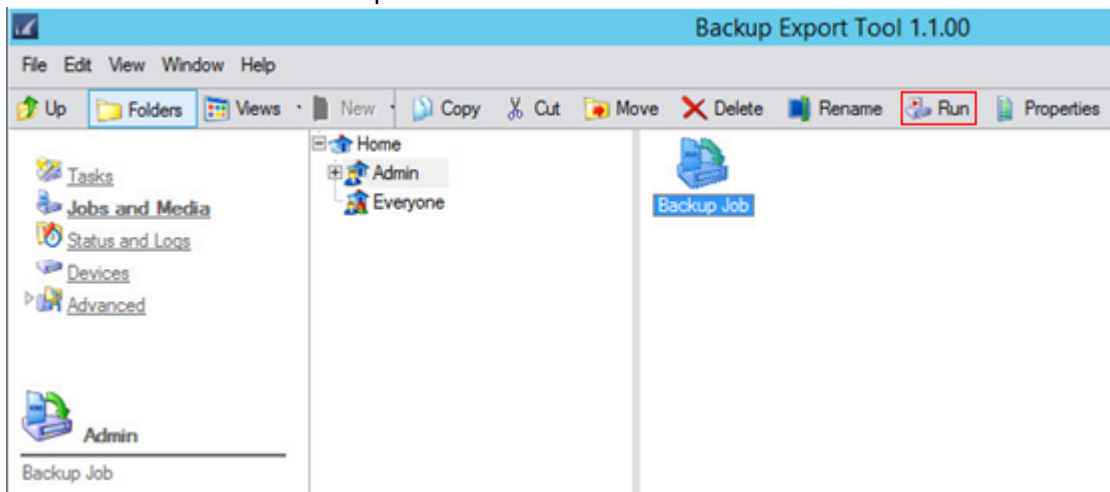 Backup Export Tool 1.1.00
File Edit View Window Help
Up Folders Views New Copy Cut Move Delete Rename Run Properties
Tasks
Jobs and Media
Status and Logs
Devices
Advanced
Home
Admin
Everyone
Backup Job
Admin
Backup Job